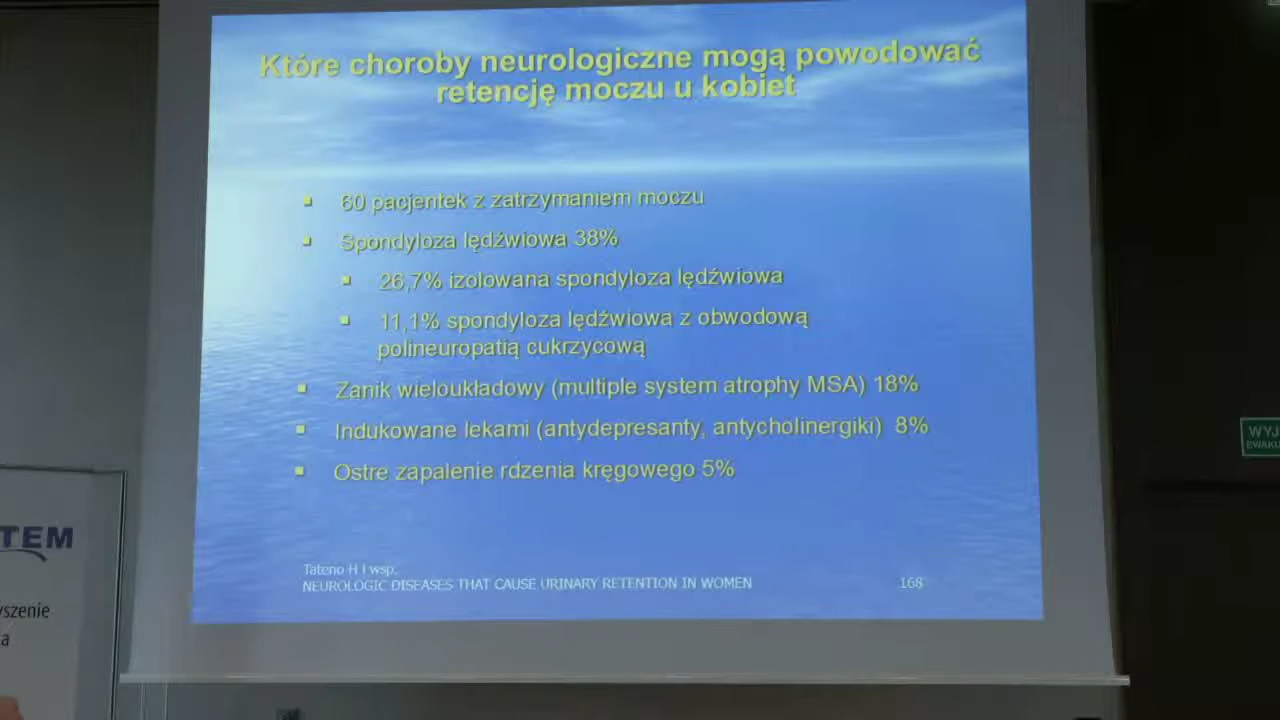 Które choroby neurologiczne mogą powodować
retencję moczu u kobiet
60 pacjentek z zatrzymaniem moczu
Spondyloza lędźwiowa 38%
26,7% izolowana spondyloza lędźwiowa
11,1% spondyloza lędźwiowa z obwodową
polineuropatią cukrzycową
Zanik wieloukładowy (multiple system atrophy MSA) 18%
Indukowane lekami (antydepresanty, antycholinergiki) 8%
Ostre zapalenie rdzenia kręgowego 5%
Tateno H I wsp.
NEUROLOGIC DISEASES THAT CAUSE URINARY RETENTION IN WOMEN
168
WYJ
EWAKU
TEM
yszenie
a